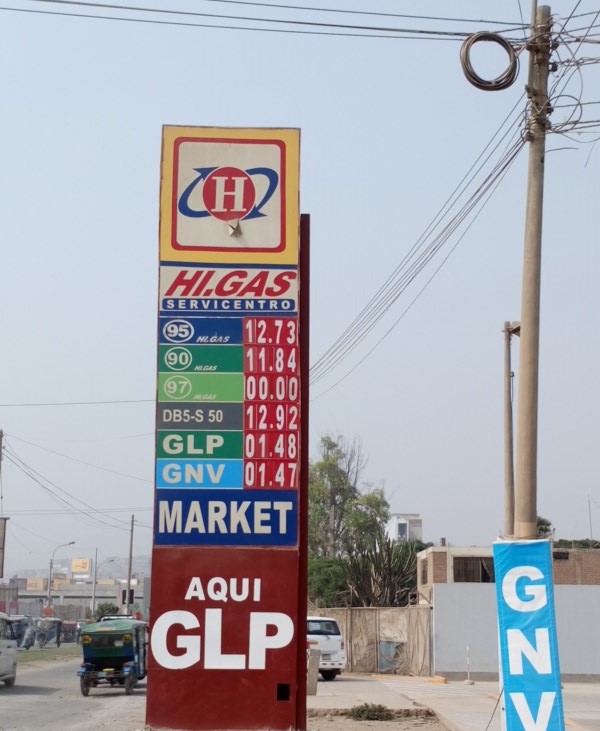 H
HI.GAS
SERVICENTRO
95 HI.GAS 12.73
90 HI.GAS 11.84
97 HI.GAS 00.00
DB5-S 50 12.92
GLP 01.48
GNV 01.47
MARKET
AQUI
GLP
GNV